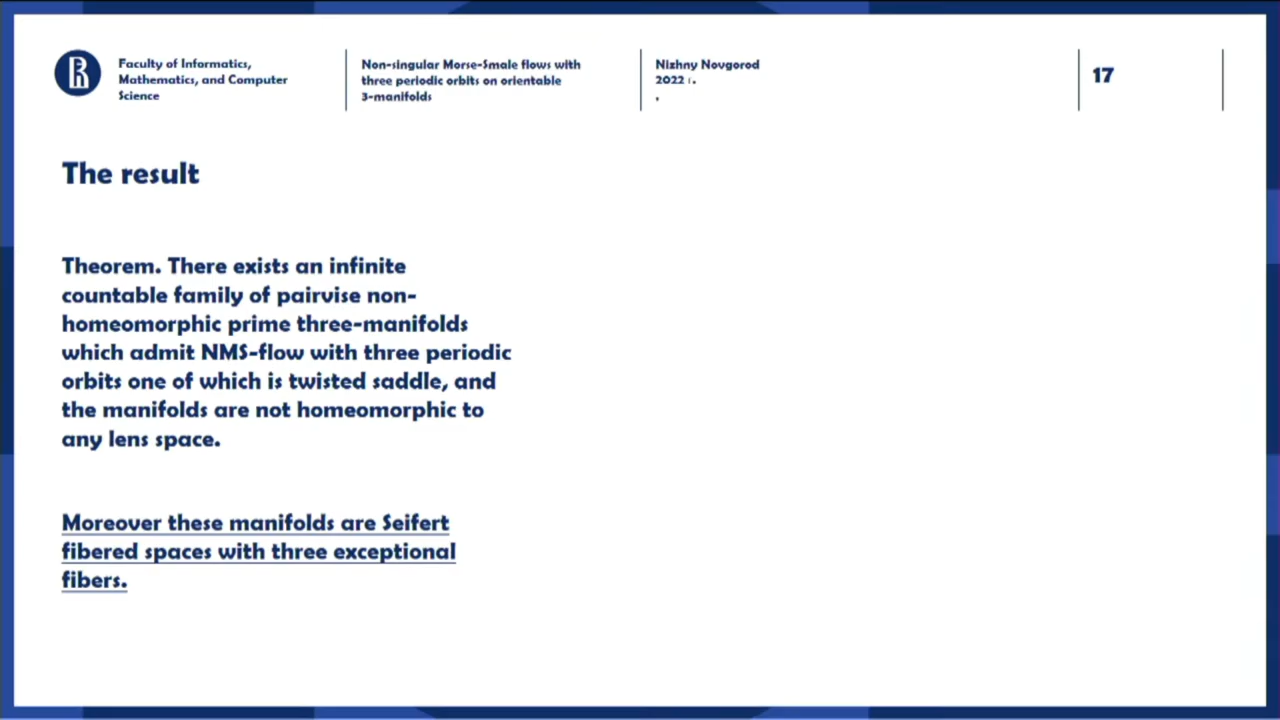 Faculty of Informatics,
Mathematics, and Computer
Science
Non-singular Morse-Smale flows with
three periodic orbits on orientable
3-manifolds
Nizhny Novgorod
2022 г.
,
17
The result
Theorem. There exists an infinite
countable family of pairvise non-
homeomorphic prime three-manifolds
which admit NMS-flow with three periodic
orbits one of which is twisted saddle, and
the manifolds are not homeomorphic to
any lens space.
Moreover these manifolds are Seifert
fibered spaces with three exceptional
fibers.